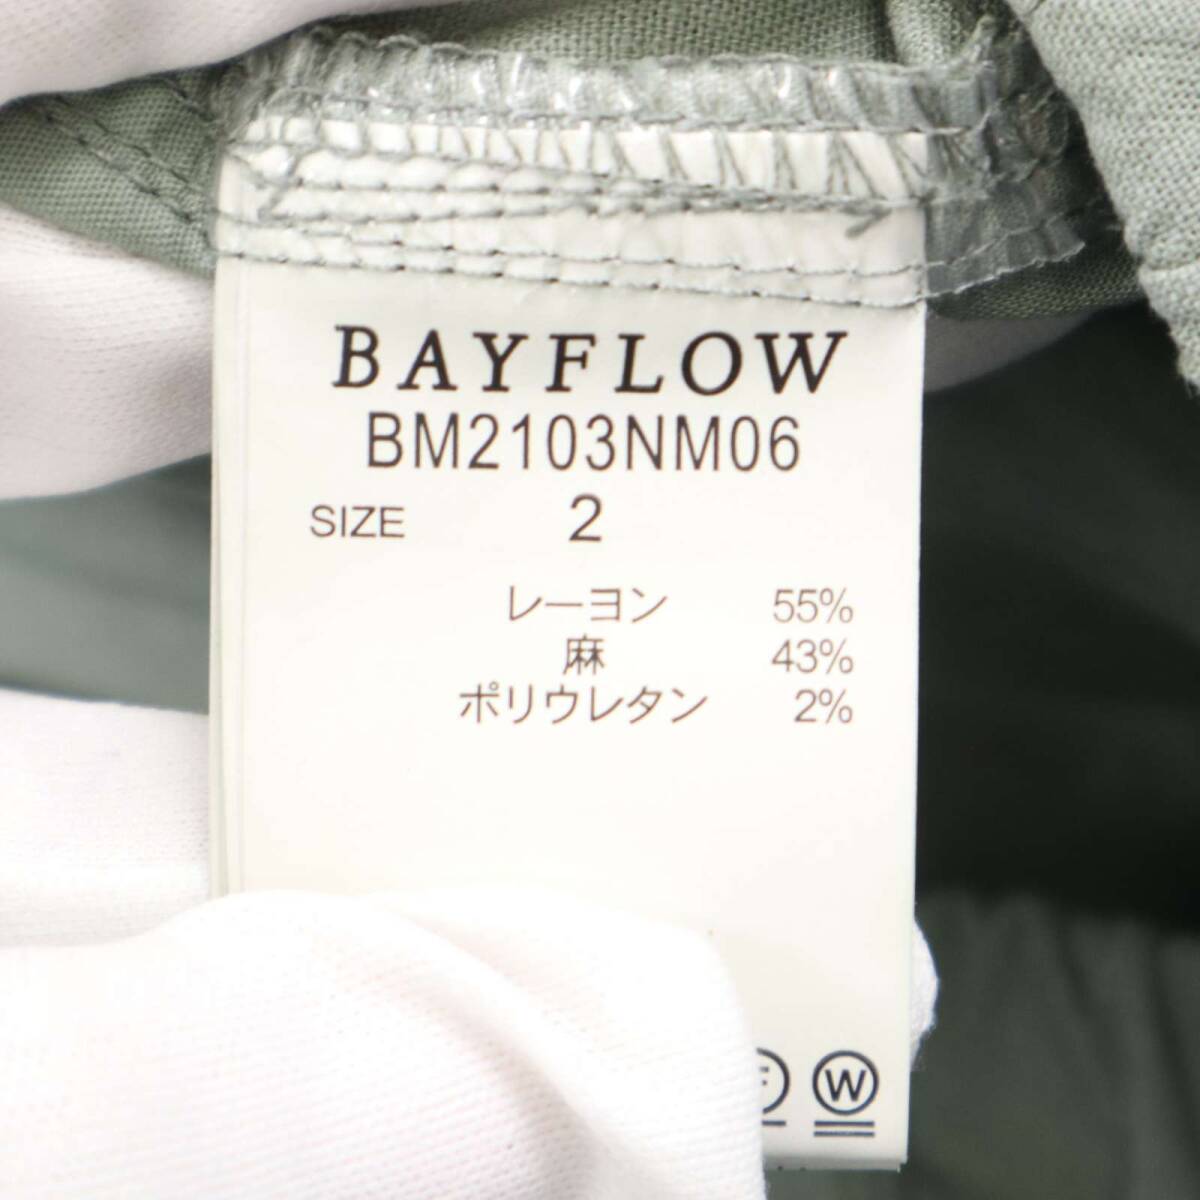 BAYFLOW
BM2103NM06
SIZE 2
レーヨン 55%
麻 43%
ポリウレタン 2%
F W